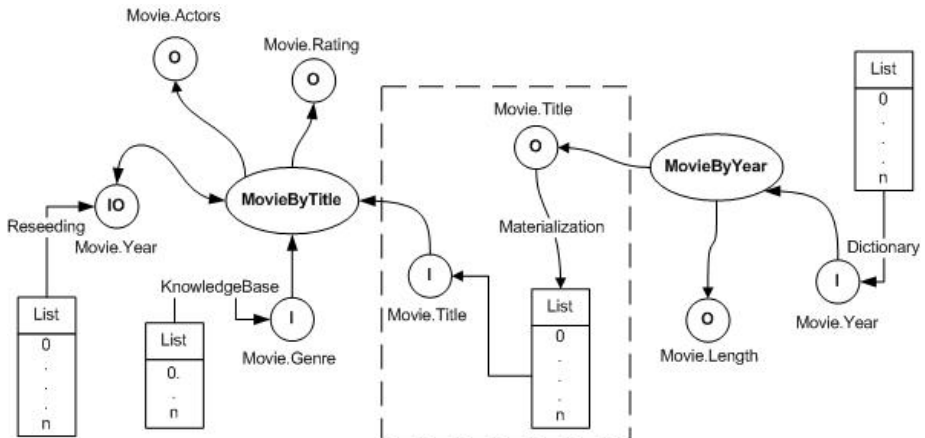 Movie.Actors
O
Movie.Rating
O
IO
Reseeding
Movie.Year
List
0
.
.
.
n
MovieByTitle
KnowledgeBase
I
Movie.Genre
List
0.
.
n
Movie.Title
O
Materialization
I
Movie.Title
List
0
.
.
.
n
MovieByYear
O
Movie.Length
List
0
.
.
.
n
Dictionary
I
Movie.Year